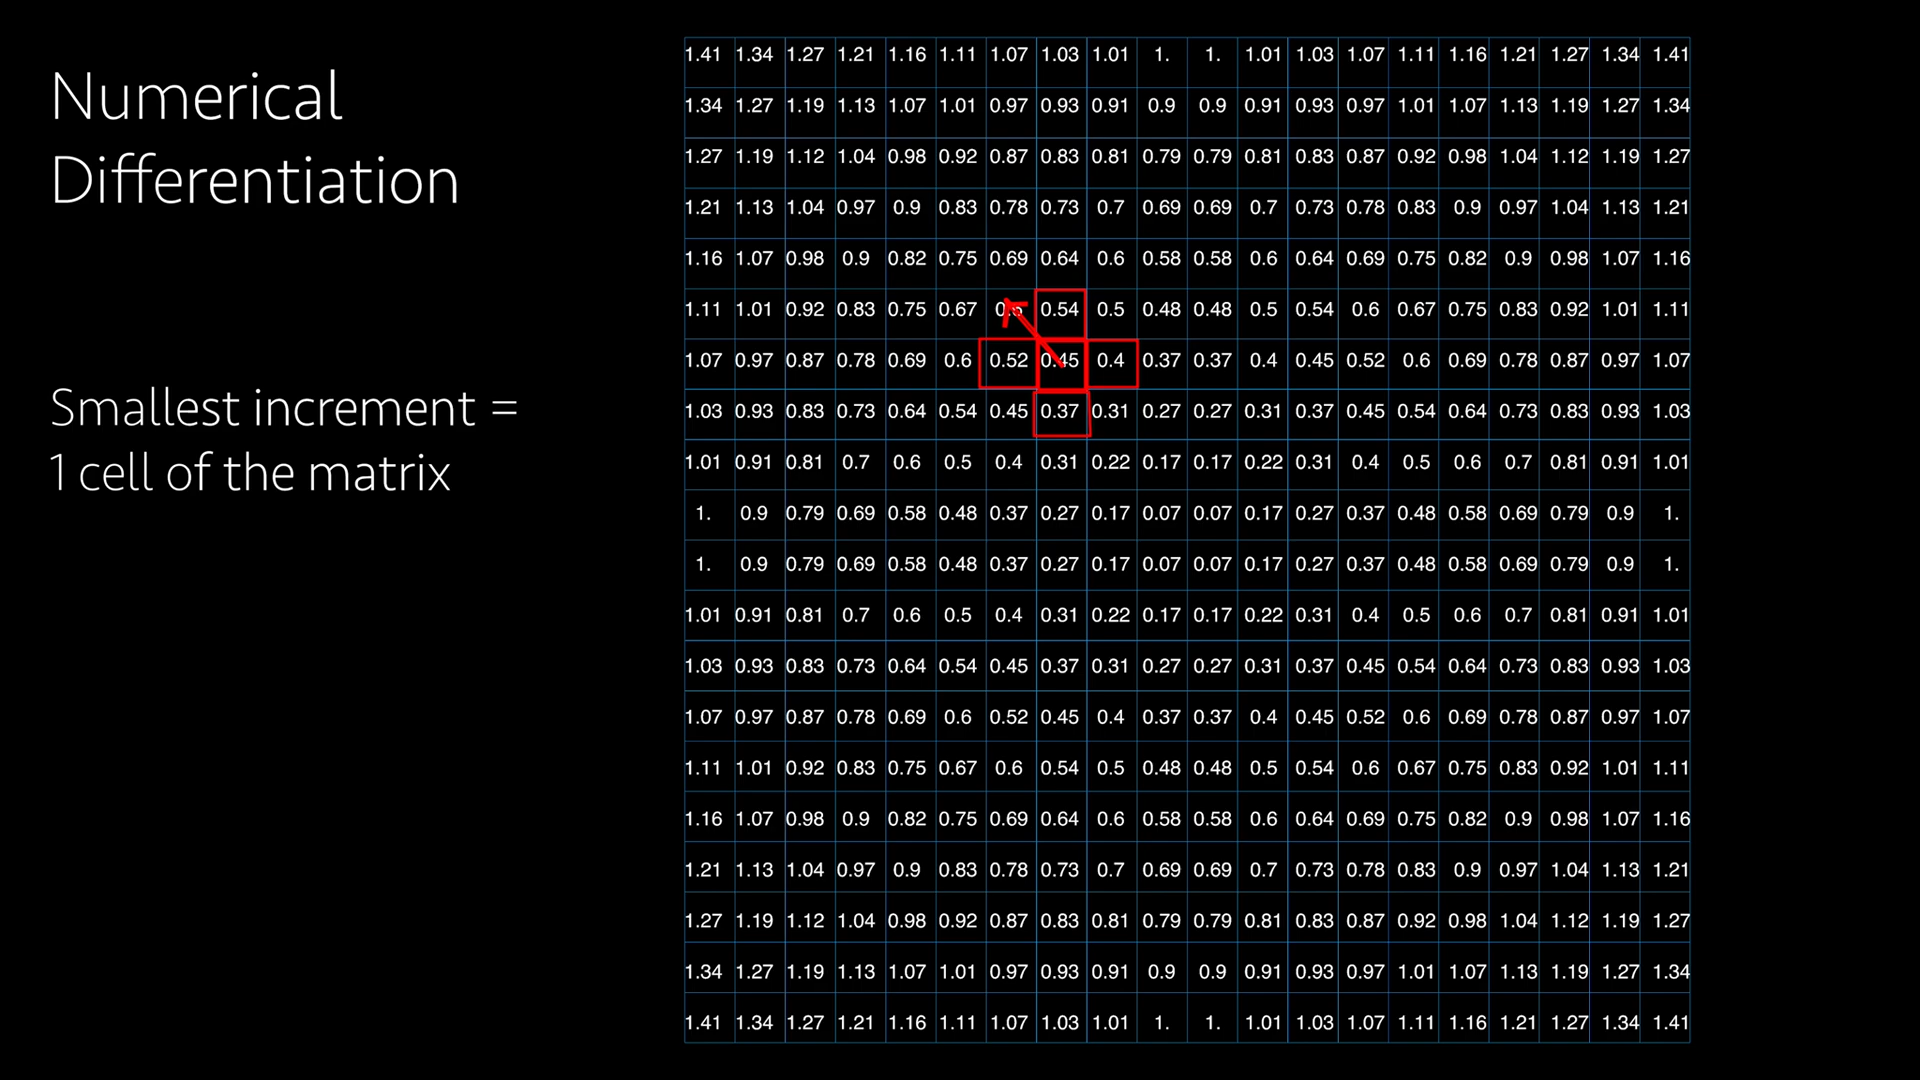 Numerical
Differentiation
Smallest increment =
1 cell of the matrix
1.41 1.34 1.27 1.21 1.16 1.11 1.07 1.03 1.01 1. 1. 1.01 1.03 1.07 1.11 1.16 1.21 1.27 1.34 1.41
1.34 1.27 1.19 1.13 1.07 1.01 0.97 0.93 0.91 0.9 0.9 0.91 0.93 0.97 1.01 1.07 1.13 1.19 1.27 1.34
1.27 1.19 1.12 1.04 0.98 0.92 0.87 0.83 0.81 0.79 0.79 0.81 0.83 0.87 0.92 0.98 1.04 1.12 1.19 1.27
1.21 1.13 1.04 0.97 0.9 0.83 0.78 0.73 0.7 0.69 0.69 0.7 0.73 0.78 0.83 0.9 0.97 1.04 1.13 1.21
1.16 1.07 0.98 0.9 0.82 0.75 0.69 0.64 0.6 0.58 0.58 0.6 0.64 0.69 0.75 0.82 0.9 0.98 1.07 1.16
1.11 1.01 0.92 0.83 0.75 0.67 0.6 0.54 0.5 0.48 0.48 0.5 0.54 0.6 0.67 0.75 0.83 0.92 1.01 1.11
1.07 0.97 0.87 0.78 0.69 0.6 0.52 0.45 0.4 0.37 0.37 0.4 0.45 0.52 0.6 0.69 0.78 0.87 0.97 1.07
1.03 0.93 0.83 0.73 0.64 0.54 0.45 0.37 0.31 0.27 0.27 0.31 0.37 0.45 0.54 0.64 0.73 0.83 0.93 1.03
1.01 0.91 0.81 0.7 0.6 0.5 0.4 0.31 0.22 0.17 0.17 0.22 0.31 0.4 0.5 0.6 0.7 0.81 0.91 1.01
1. 0.9 0.79 0.69 0.58 0.48 0.37 0.27 0.17 0.07 0.07 0.17 0.27 0.37 0.48 0.58 0.69 0.79 0.9 1.
1. 0.9 0.79 0.69 0.58 0.48 0.37 0.27 0.17 0.07 0.07 0.17 0.27 0.37 0.48 0.58 0.69 0.79 0.9 1.
1.01 0.91 0.81 0.7 0.6 0.5 0.4 0.31 0.22 0.17 0.17 0.22 0.31 0.4 0.5 0.6 0.7 0.81 0.91 1.01
1.03 0.93 0.83 0.73 0.64 0.54 0.45 0.37 0.31 0.27 0.27 0.31 0.37 0.45 0.54 0.64 0.73 0.83 0.93 1.03
1.07 0.97 0.87 0.78 0.69 0.6 0.52 0.45 0.4 0.37 0.37 0.4 0.45 0.52 0.6 0.69 0.78 0.87 0.97 1.07
1.11 1.01 0.92 0.83 0.75 0.67 0.6 0.54 0.5 0.48 0.48 0.5 0.54 0.6 0.67 0.75 0.83 0.92 1.01 1.11
1.16 1.07 0.98 0.9 0.82 0.75 0.69 0.64 0.6 0.58 0.58 0.6 0.64 0.69 0.75 0.82 0.9 0.98 1.07 1.16
1.21 1.13 1.04 0.97 0.9 0.83 0.78 0.73 0.7 0.69 0.69 0.7 0.73 0.78 0.83 0.9 0.97 1.04 1.13 1.21
1.27 1.19 1.12 1.04 0.98 0.92 0.87 0.83 0.81 0.79 0.79 0.81 0.83 0.87 0.92 0.98 1.04 1.12 1.19 1.27
1.34 1.27 1.19 1.13 1.07 1.01 0.97 0.93 0.91 0.9 0.9 0.91 0.93 0.97 1.01 1.07 1.13 1.19 1.27 1.34
1.41 1.34 1.27 1.21 1.16 1.11 1.07 1.03 1.01 1. 1. 1.01 1.03 1.07 1.11 1.16 1.21 1.27 1.34 1.41